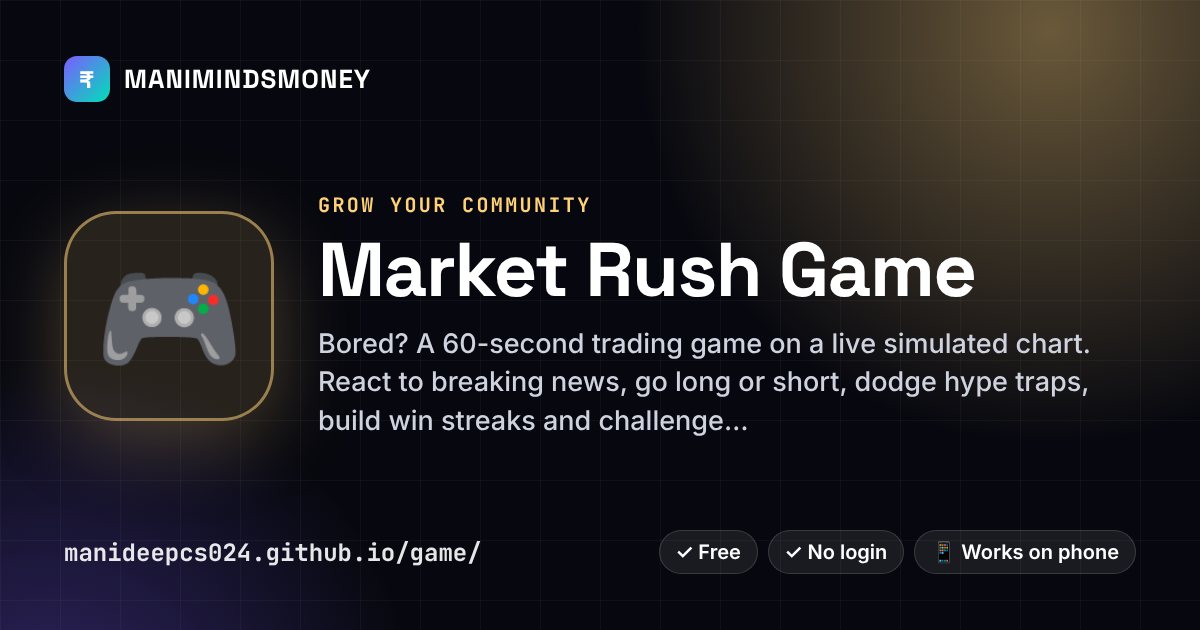 ₹ MANIMINDSMONEY
GROW YOUR COMMUNITY
Market Rush Game
Bored? A 60-second trading game on a live simulated chart.
React to breaking news, go long or short, dodge hype traps,
build win streaks and challenge...
manideepcs024.github.io/game/
✓ Free ✓ No login 📱 Works on phone